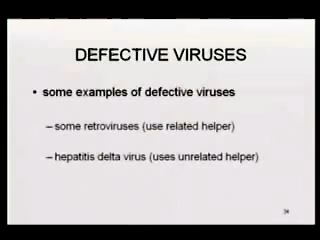 DEFECTIVE VIRUSES
• some examples of defective viruses
– some retroviruses (use related helper)
– hepatitis delta virus (uses unrelated helper)